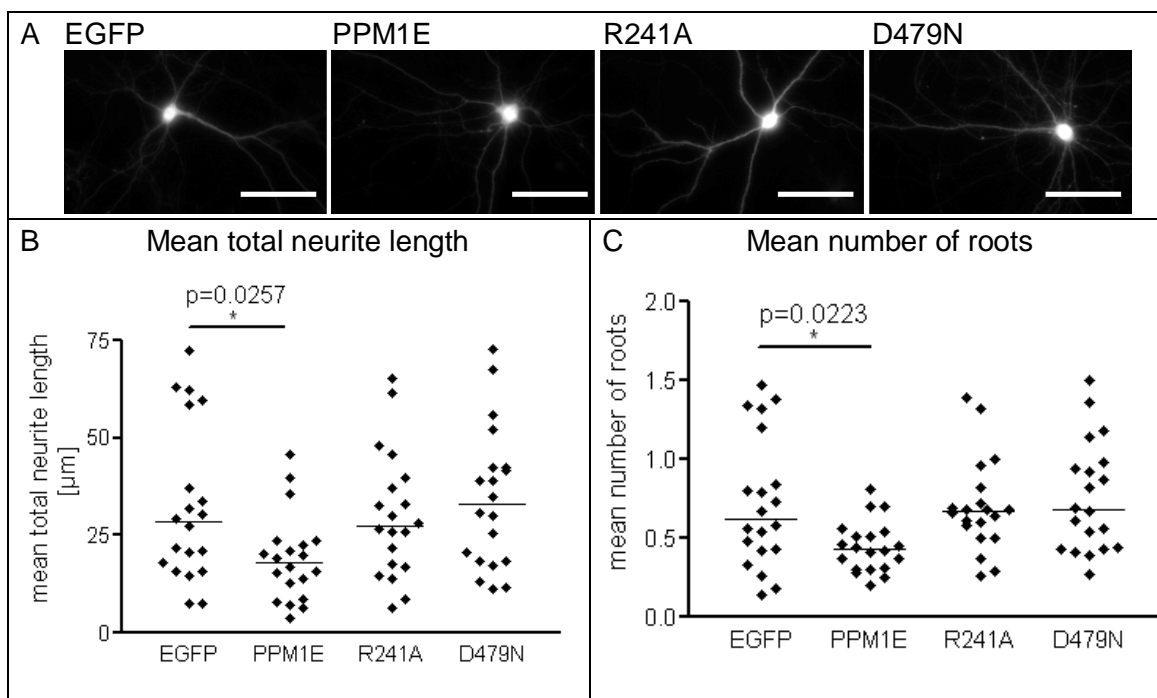 A EGFP PPM1E R241A D479N
B Mean total neurite length
p=0.0257
*
mean total neurite length
[µm]
75
50
25
0
EGFP PPM1E R241A D479N
C Mean number of roots
p=0.0223
*
mean number of roots
2.0
1.5
1.0
0.5
0.0
EGFP PPM1E R241A D479N